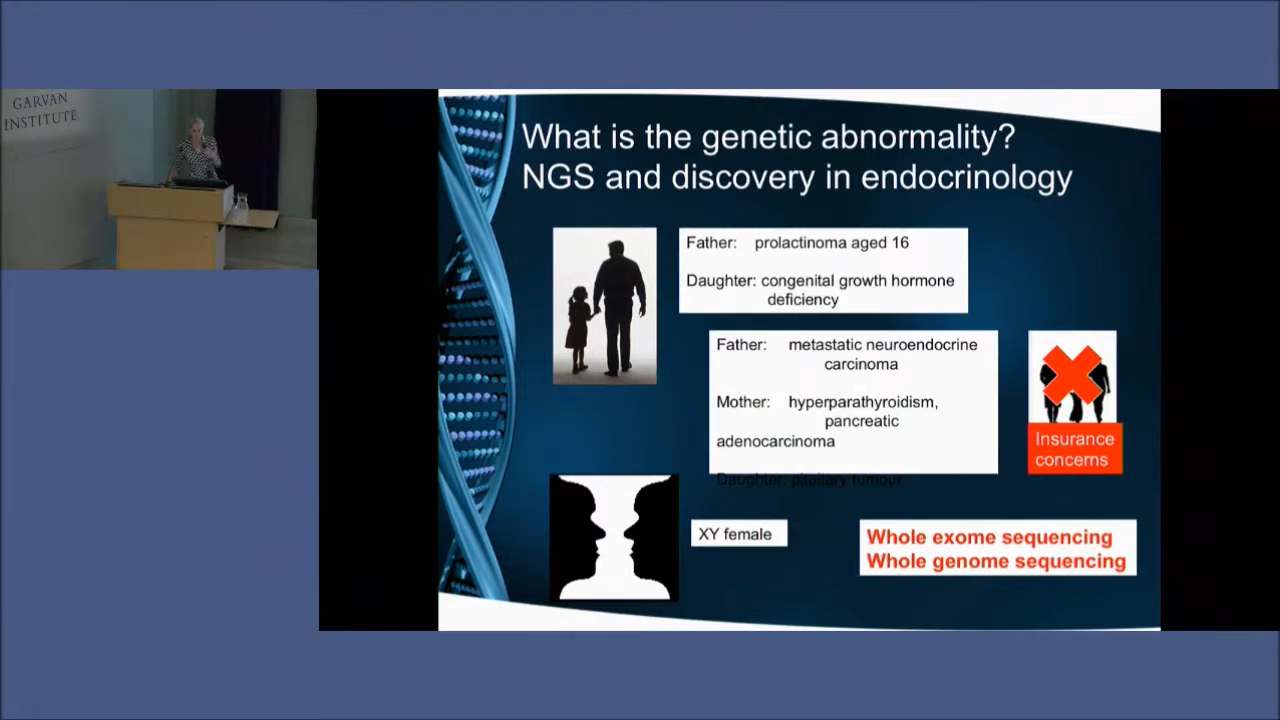 GARVAN
INSTITUTE
What is the genetic abnormality?
NGS and discovery in endocrinology
Father: prolactinoma aged 16
Daughter: congenital growth hormone
deficiency
Father: metastatic neuroendocrine
carcinoma
Mother: hyperparathyroidism,
pancreatic
adenocarcinoma
Daughter: pituitary tumour
Insurance
concerns
XY female
Whole exome sequencing
Whole genome sequencing